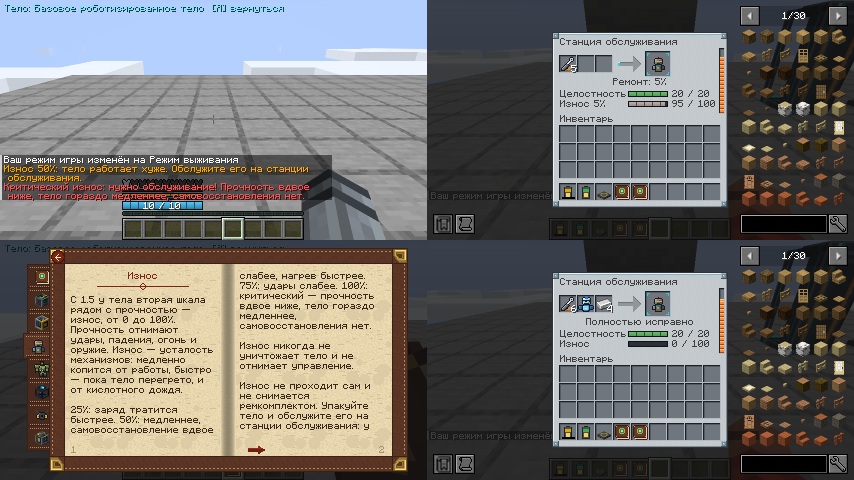 Тело: Базовое роботизированное тело [M] вернуться
Ваш режим игры изменён на Режим выживания
Износ 50%: тело работает хуже. Обслужите его на станции
обслуживания.
Критический износ: нужно обслуживание! Прочность вдвое
ниже, тело гораздо медленнее, самовосстановления нет.
10 / 10
Станция обслуживания
5
Ремонт: 5%
Целостность 20 / 20
Износ 5% 95 / 100
Инвентарь
1/30
Износ
С 1.5 у тела вторая шкала
рядом с прочностью —
износ, от 0 до 100%.
Прочность отнимают
удары, падения, огонь и
оружие. Износ — усталость
механизмов: медленно
копится от работы, быстро
— пока тело перегрето, и
от кислотного дождя.
25%: заряд тратится
быстрее. 50%: медленнее,
самовосстановление вдвое
1
слабее, нагрев быстрее.
75%: удары слабее. 100%:
критический — прочность
вдвое ниже, тело гораздо
медленнее,
самовосстановления нет.
Износ никогда не
уничтожает тело и не
отнимает управление.
Износ не проходит сам и
не снимается
ремкомплектом. Упакуйте
тело и обслужите его на
станции обслуживания: у
2
Станция обслуживания
Полностью исправно
Целостность 20 / 20
Износ 0 / 100
Инвентарь
1/30